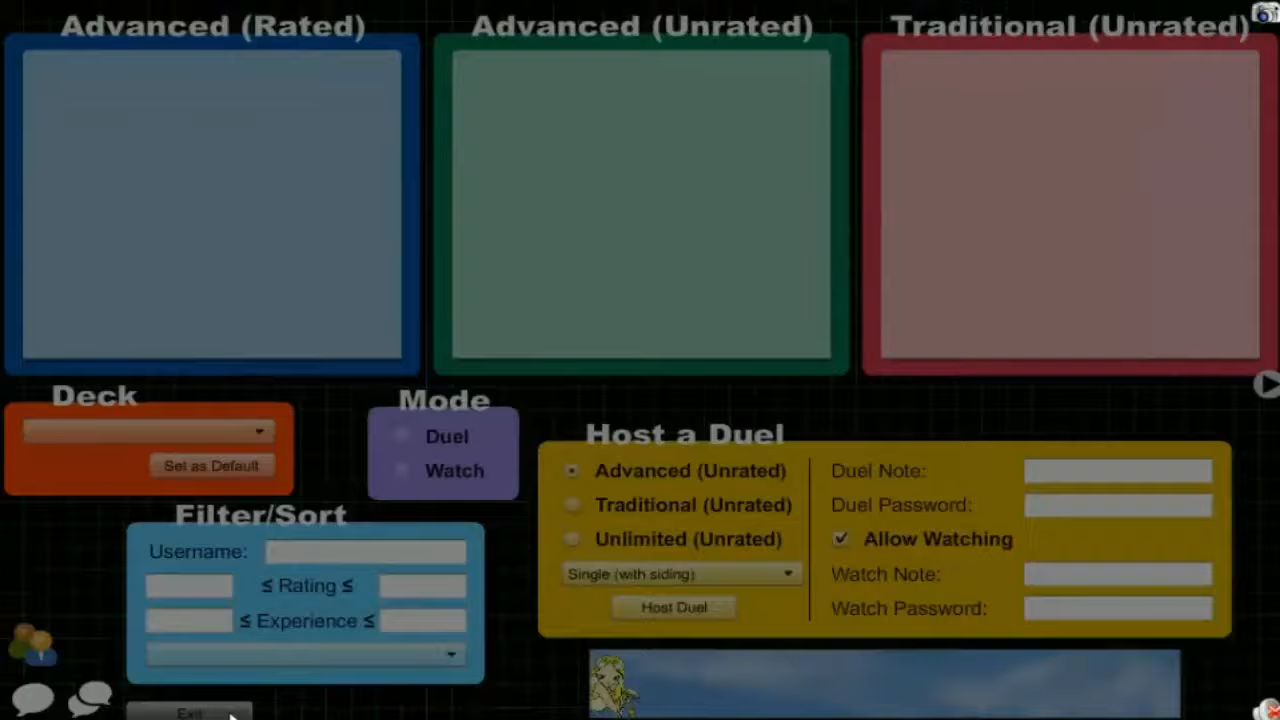 Advanced (Rated)
Advanced (Unrated)
Traditional (Unrated)
Deck
Set as Default
Mode
Duel
Watch
Host a Duel
Advanced (Unrated)
Traditional (Unrated)
Unlimited (Unrated)
Single (with siding)
Host Duel
Duel Note:
Duel Password:
Allow Watching
Watch Note:
Watch Password:
Filter/Sort
Username:
≤ Rating ≤
≤ Experience ≤
Exit